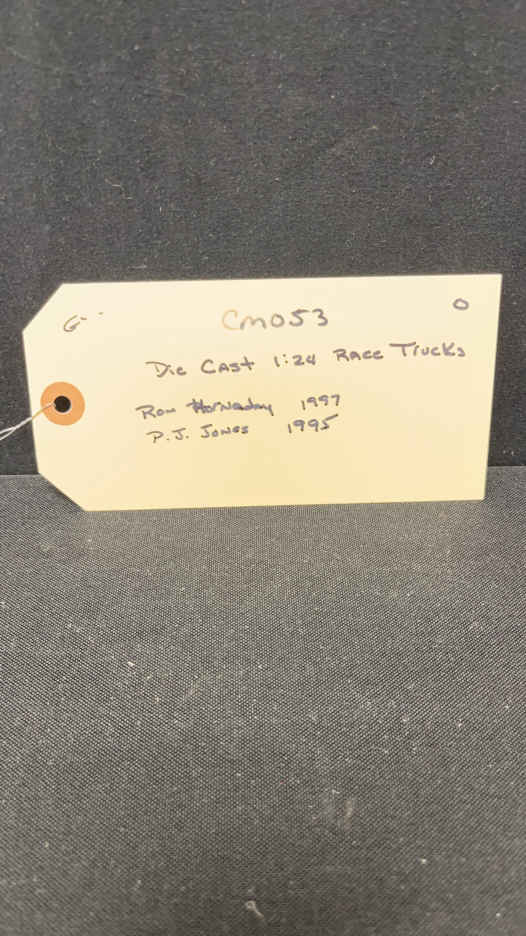 CM053
Die Cast 1:24 Race Trucks
Ron Hornaday 1997
P.J. Jones 1995